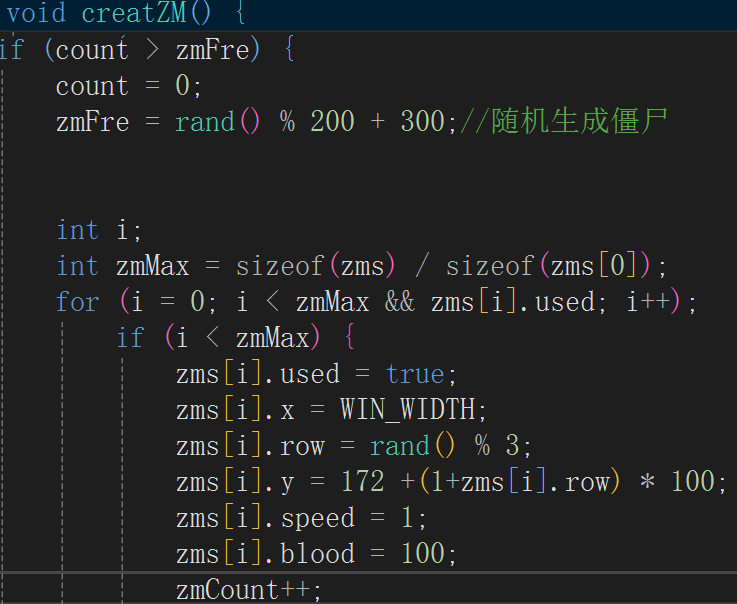 void creatZM() {
if (count > zmFre) {
count = 0;
zmFre = rand() % 200 + 300;//随机生成僵尸
int i;
int zmMax = sizeof(zms) / sizeof(zms[0]);
for (i = 0; i < zmMax && zms[i].used; i++);
if (i < zmMax) {
zms[i].used = true;
zms[i].x = WIN_WIDTH;
zms[i].row = rand() % 3;
zms[i].y = 172 +(1+zms[i].row) * 100;
zms[i].speed = 1;
zms[i].blood = 100;
zmCount++;